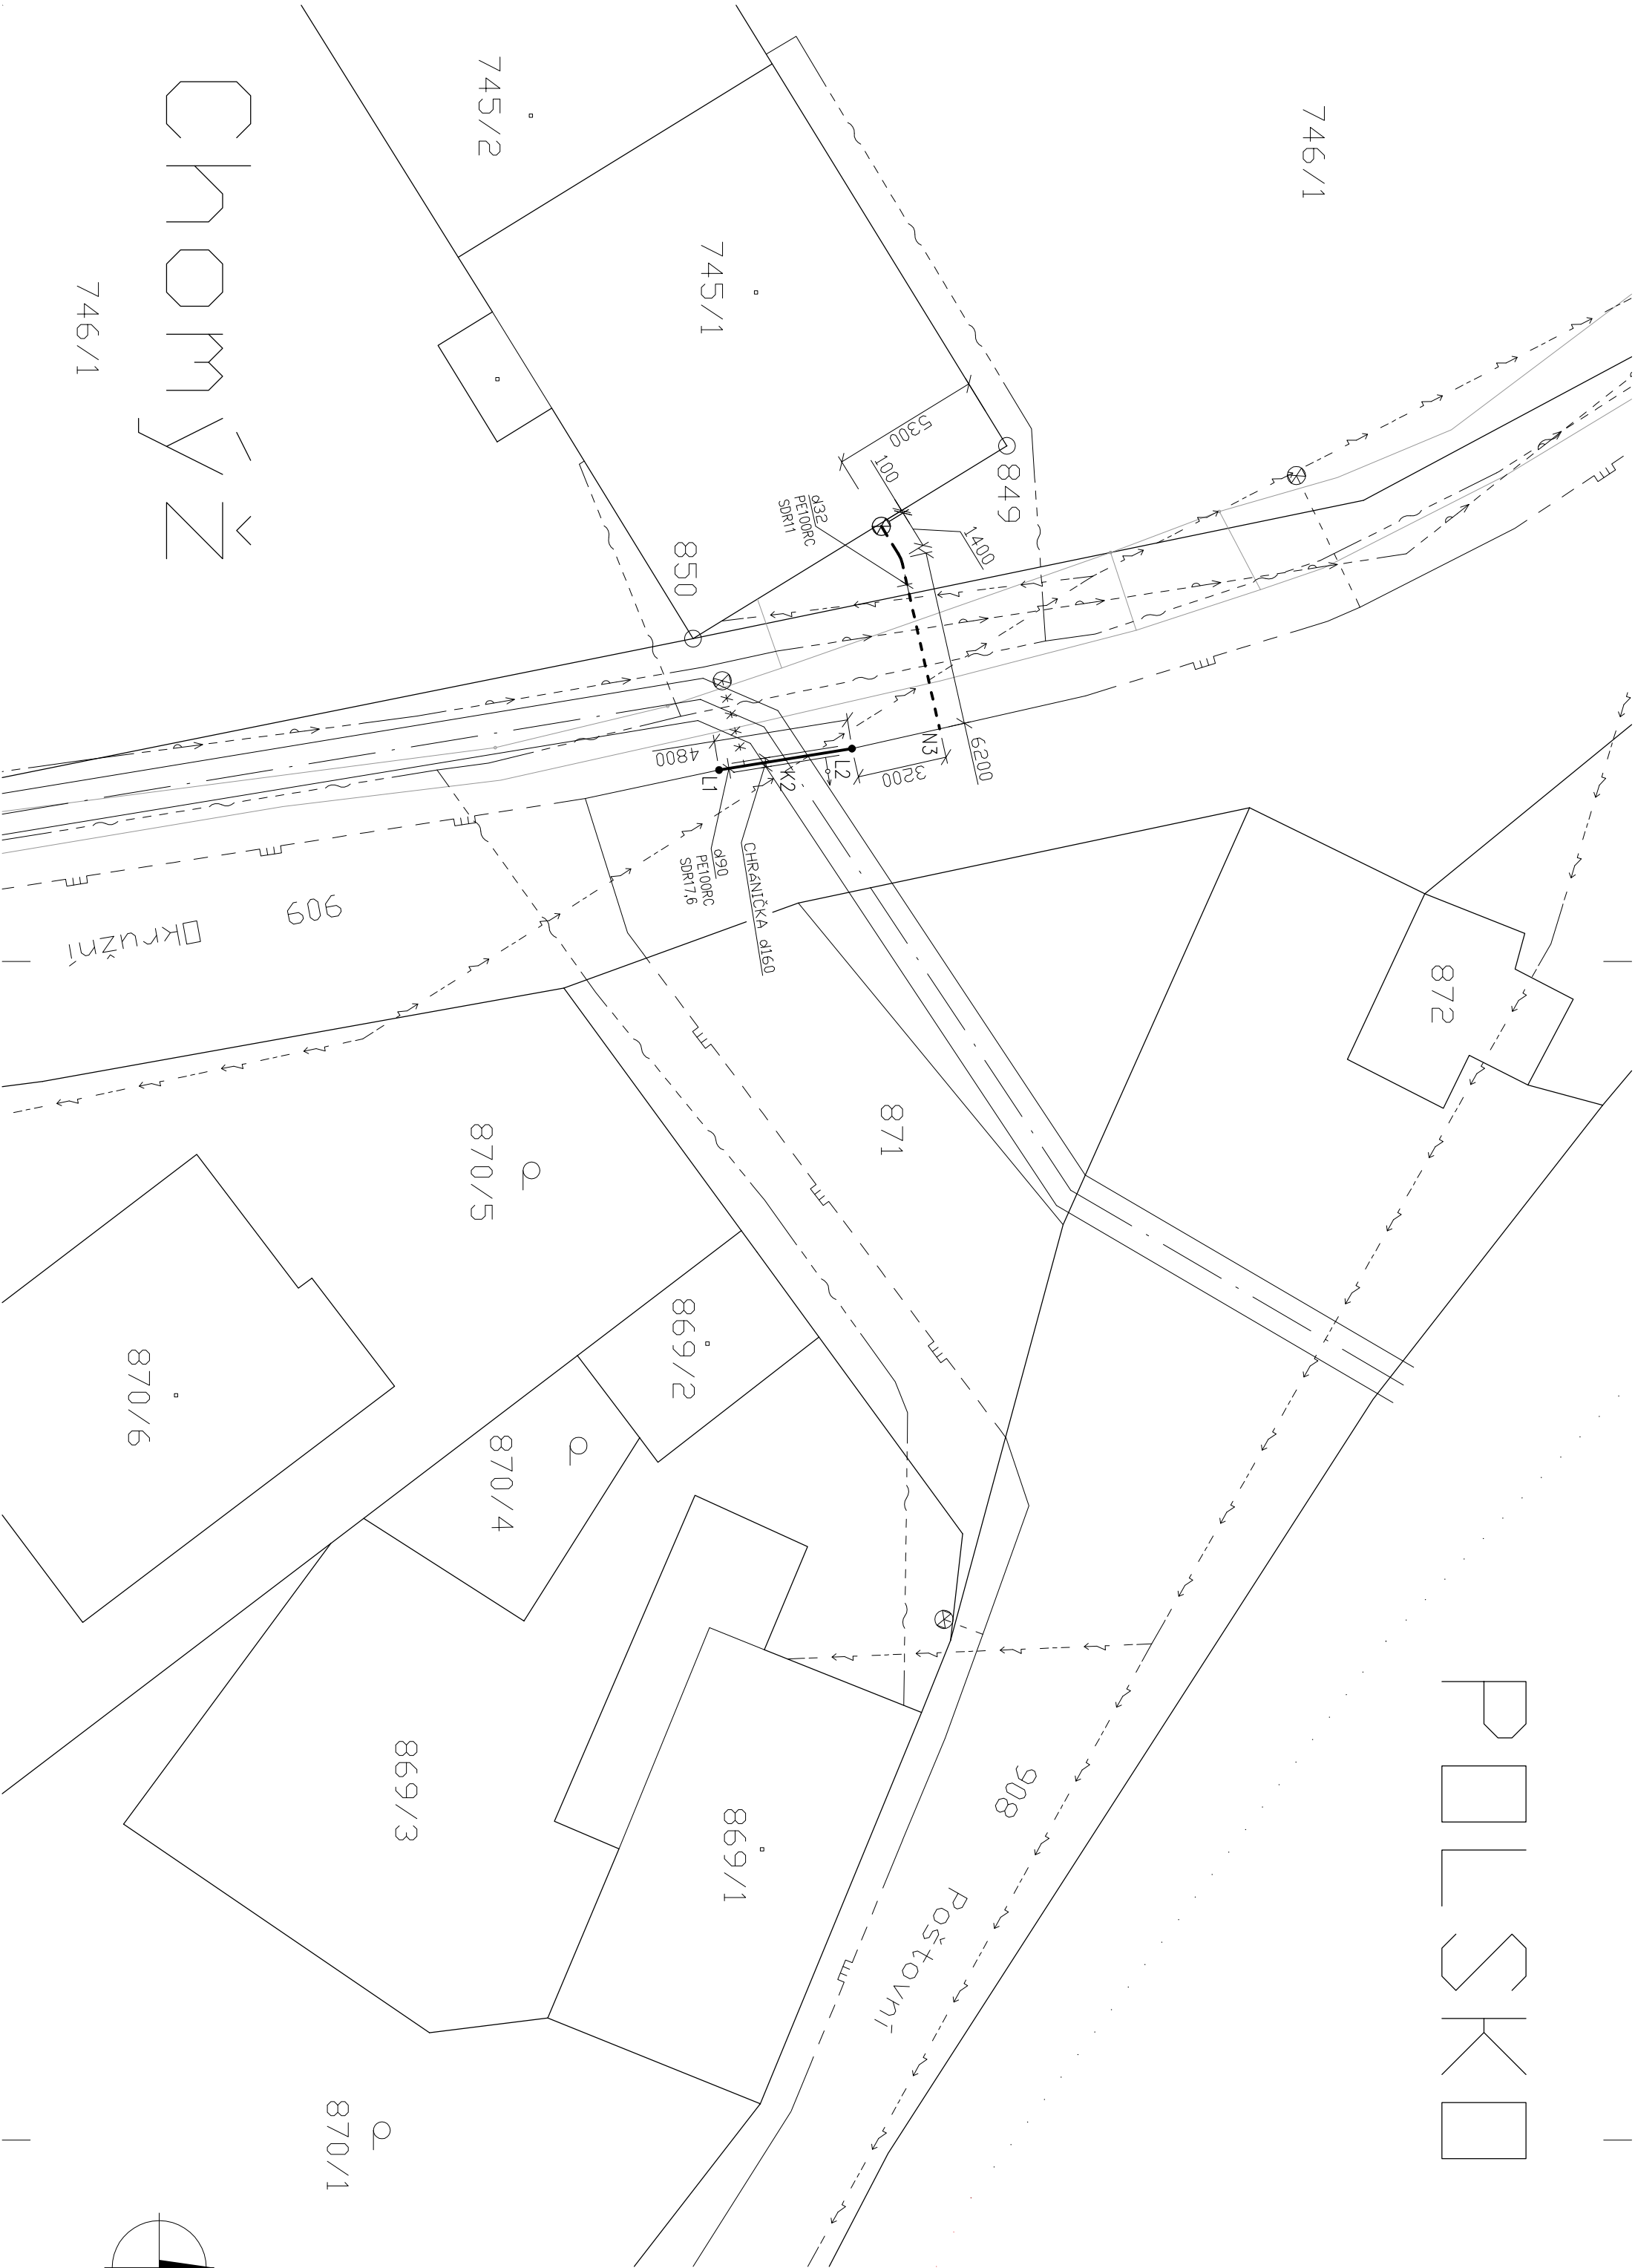 POLSKO
746/1
849
745/1
745/2
850
5300
100
1400
d32
PE100RC
SDR11
N3
6200
3200
L2
K2
L1
4800
d90
PE100RC
SDR17,6
CHRÁNIČKA d160
872
871
909
Okružní
870/5
869/2
870/4
870/6
869/3
869/1
908
Poštovní
870/1
746/1
Chomýž